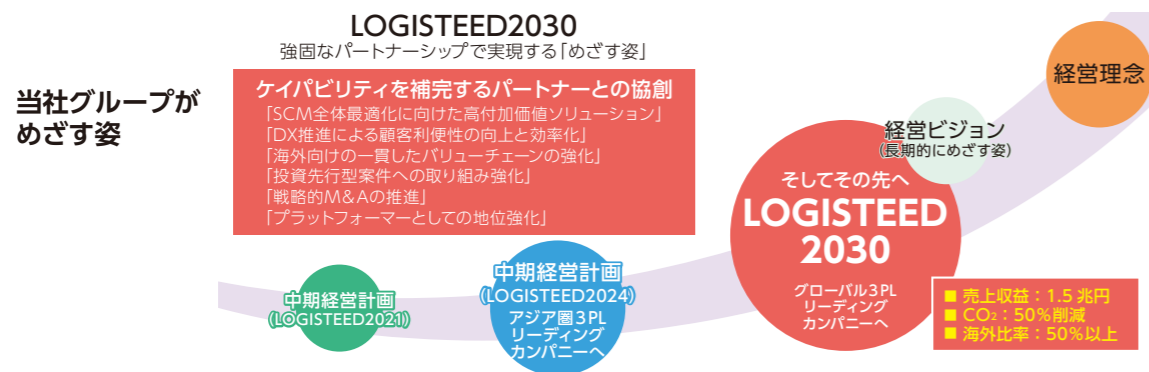 当社グループが
めざす姿
LOGISTEED2030
強固なパートナーシップで実現する「めざす姿」
ケイパビリティを補完するパートナーとの協創
「SCM全体最適化に向けた高付加価値ソリューション」
「DX推進による顧客利便性の向上と効率化」
「海外向けの一貫したバリューチェーンの強化」
「投資先行型案件への取り組み強化」
「戦略的M&Aの推進」
「プラットフォーマーとしての地位強化」
中期経営計画
(LOGISTEED2021)
中期経営計画
(LOGISTEED2024)
アジア圏3PL
リーディング
カンパニーへ
そしてその先へ
LOGISTEED
2030
グローバル3PL
リーディング
カンパニーへ
経営ビジョン
(長期的にめざす姿)
経営理念
■ 売上収益：1.5兆円
■ CO₂：50%削減
■ 海外比率：50%以上